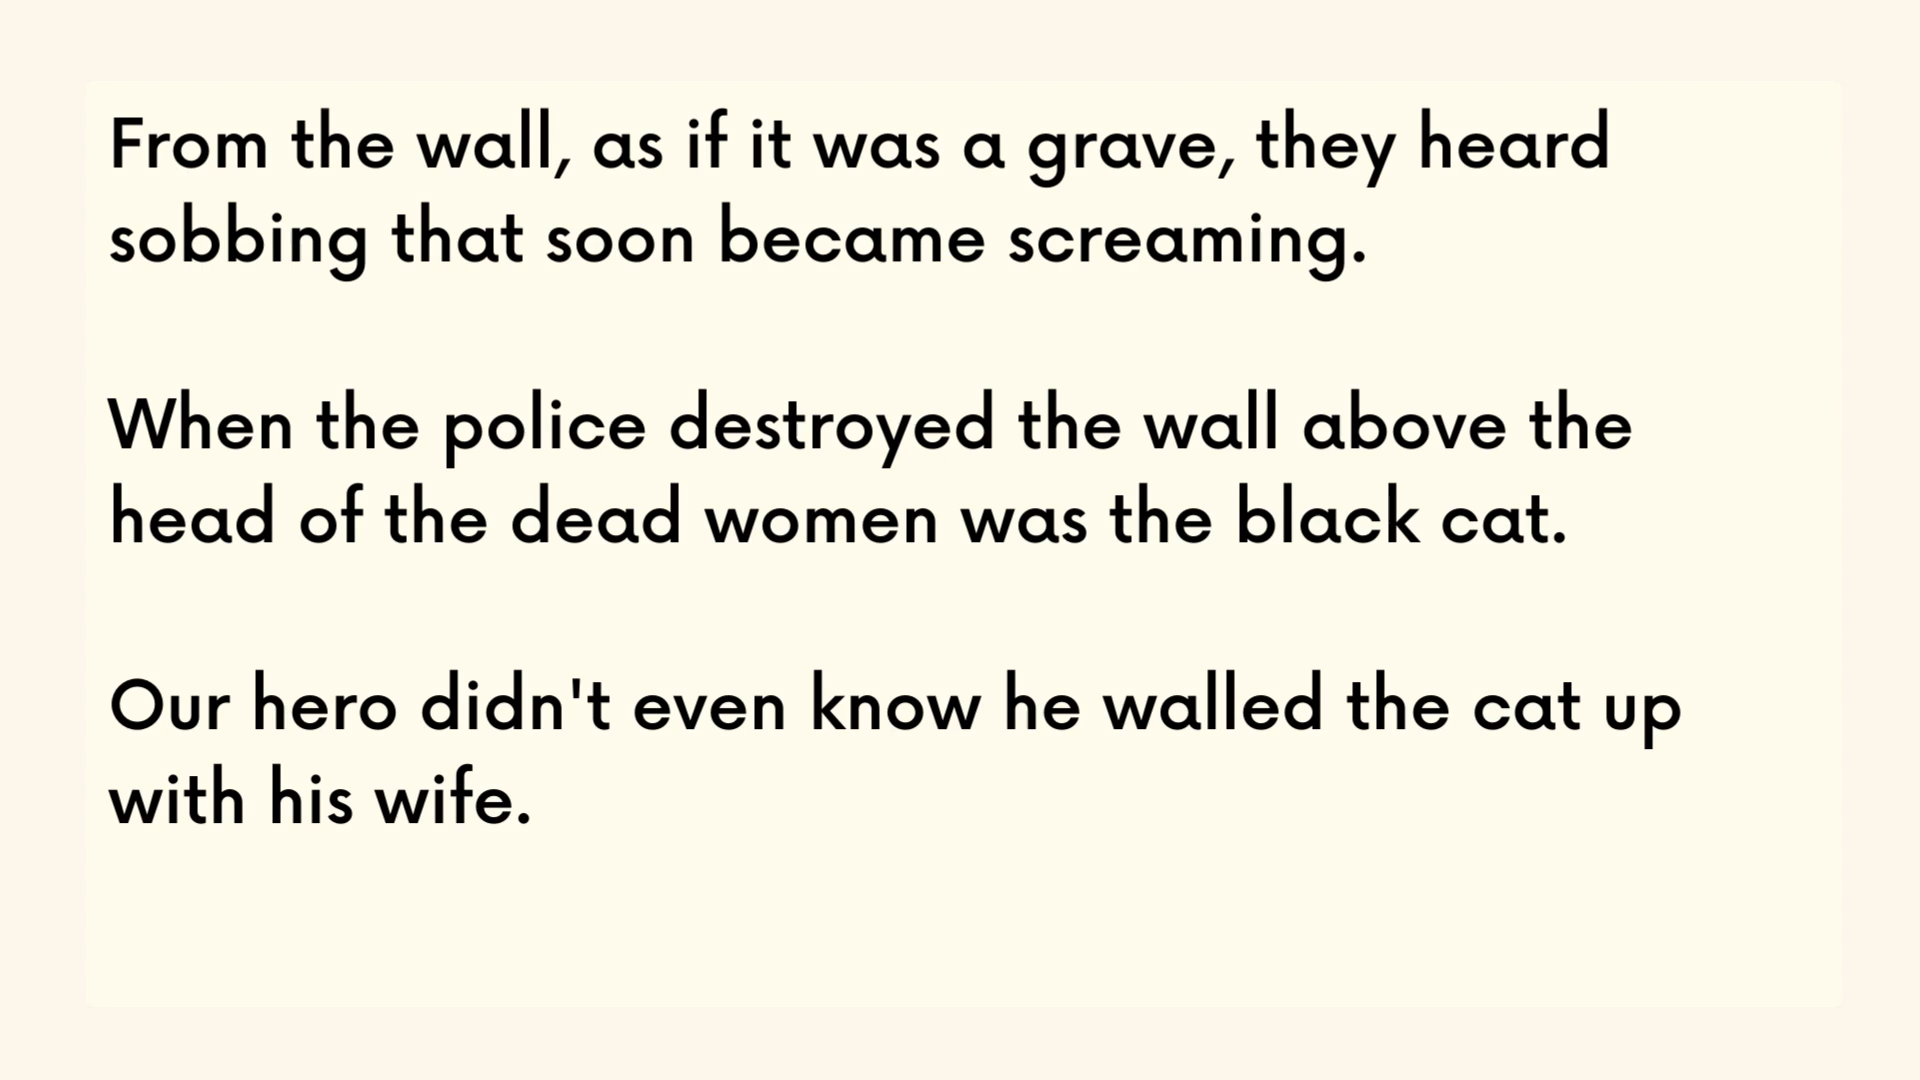 From the wall, as if it was a grave, they heard
sobbing that soon became screaming.
When the police destroyed the wall above the
head of the dead women was the black cat.
Our hero didn't even know he walled the cat up
with his wife.